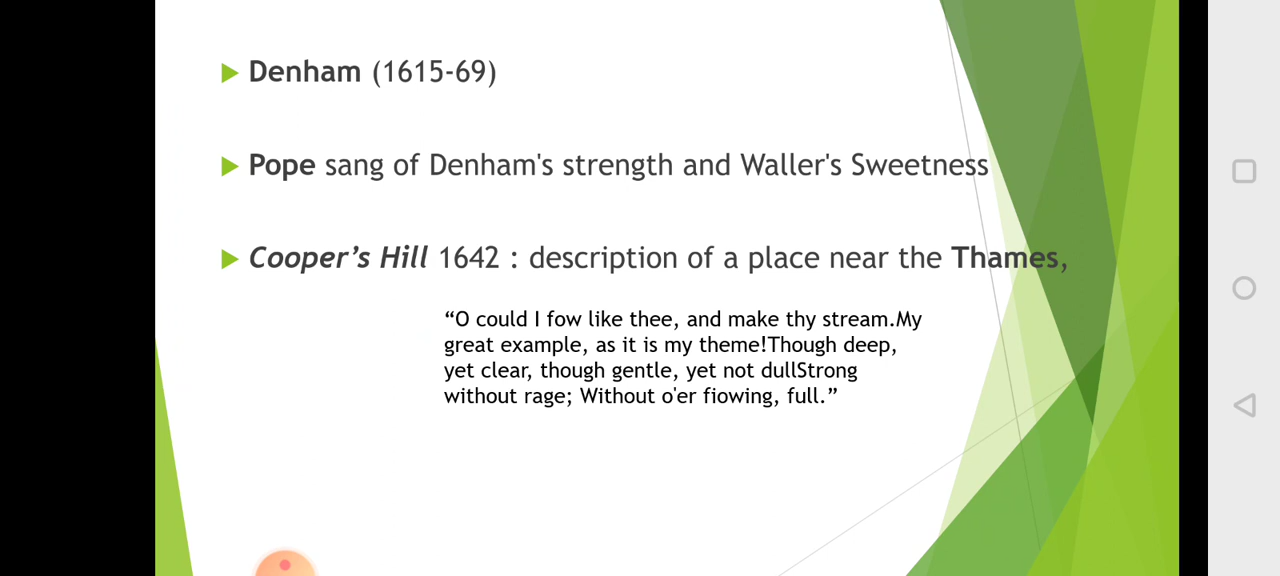 Denham (1615-69)
Pope sang of Denham's strength and Waller's Sweetness
Cooper’s Hill 1642 : description of a place near the Thames,
“O could I fow like thee, and make thy stream.My
great example, as it is my theme!Though deep,
yet clear, though gentle, yet not dullStrong
without rage; Without o'er fiowing, full.”